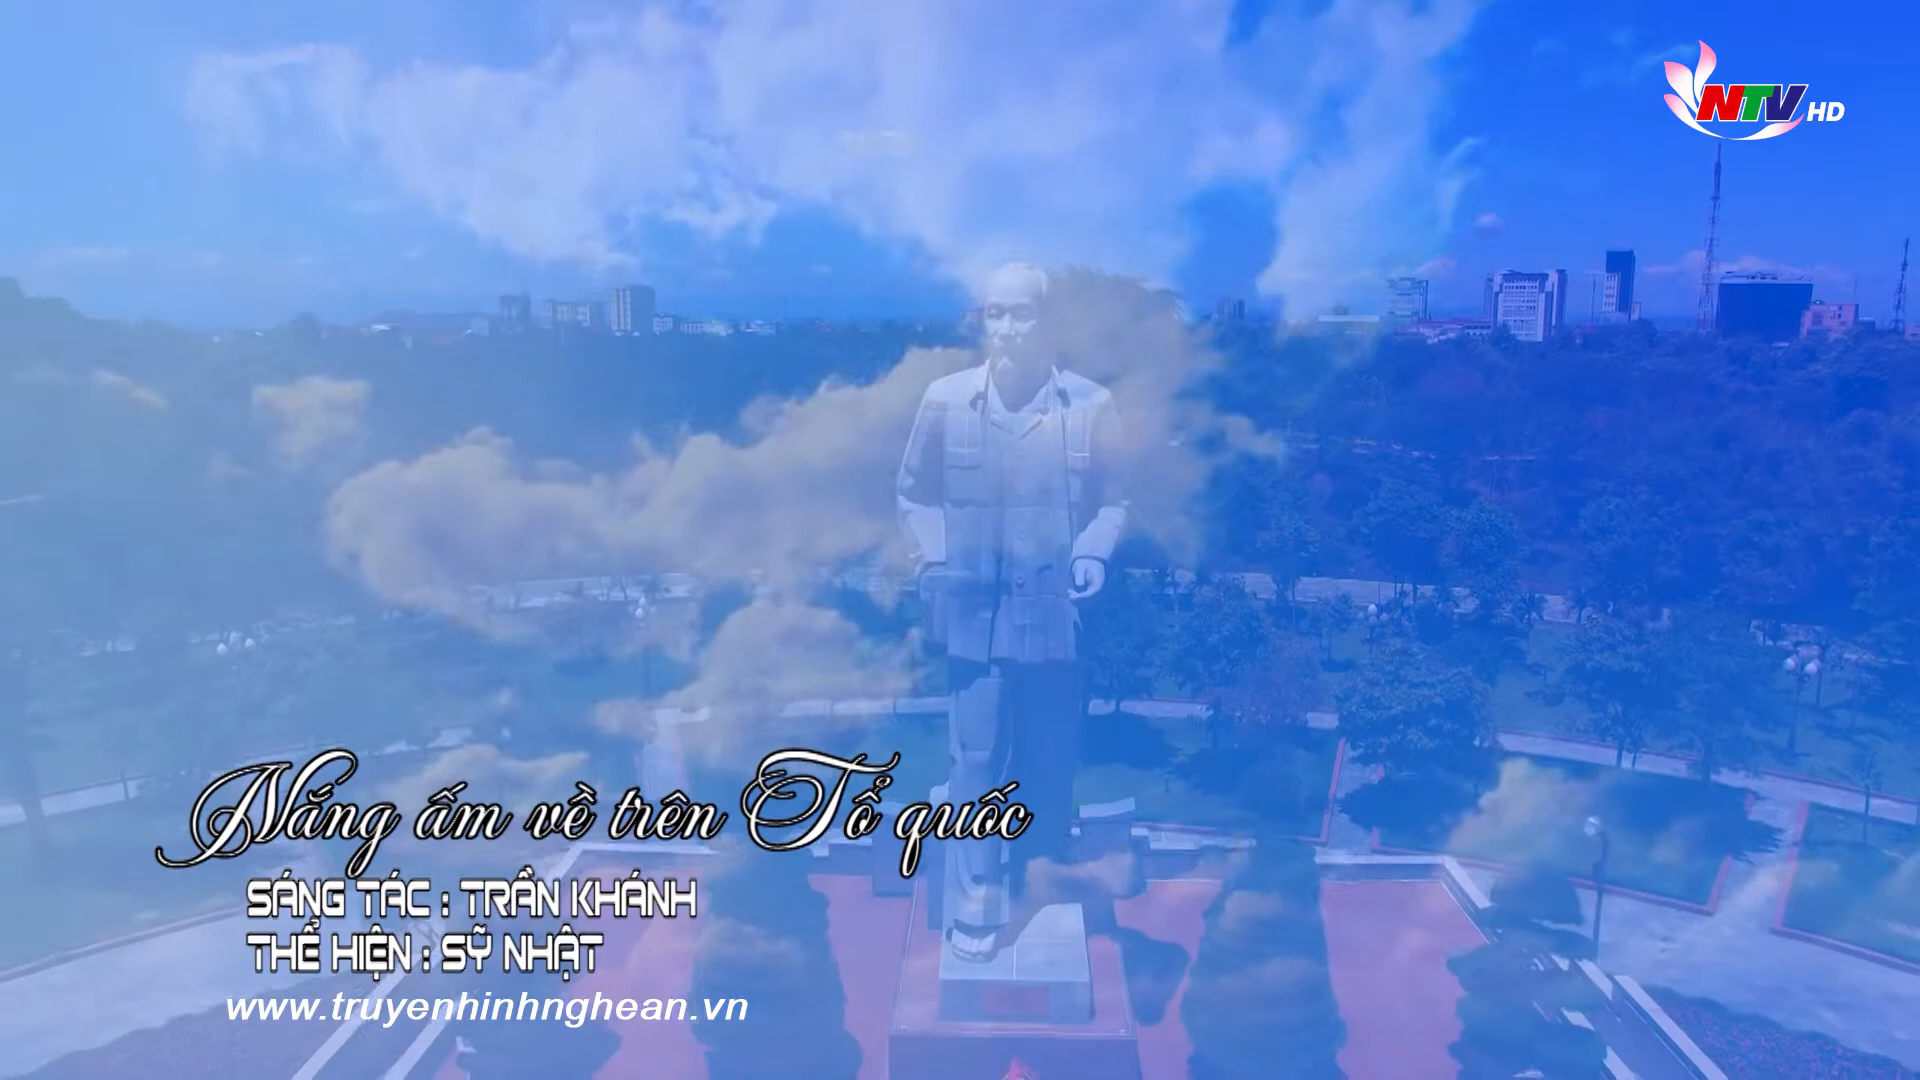 NTV HD
Nắng ấm về trên Tổ quốc
SÁNG TÁC : TRẦN KHÁNH
THỂ HIỆN : SỸ NHẬT
www.truyenhinhnghean.vn